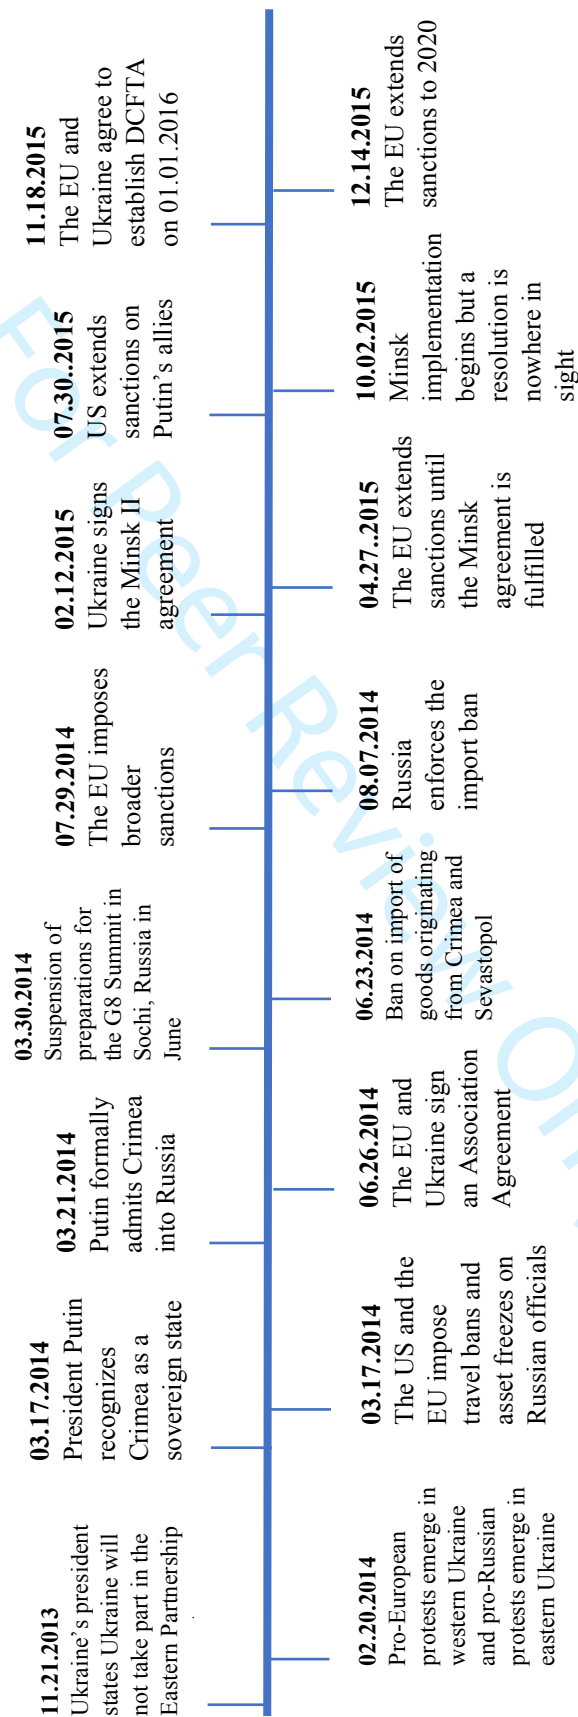 11.21.2013
Ukraine's president
states Ukraine will
not take part in the
Eastern Partnership
03.17.2014
President Putin
recognizes
Crimea as a
sovereign state
03.21.2014
Putin formally
admits Crimea
into Russia
03.30.2014
Suspension of
preparations for
the G8 Summit in
Sochi, Russia in
June
07.29.2014
The EU imposes
broader
sanctions
02.12.2015
Ukraine signs
the Minsk II
agreement
07.30..2015
US extends
sanctions on
Putin's allies
11.18.2015
The EU and
Ukraine agree to
establish DCFTA
on 01.01.2016
02.20.2014
Pro-European
protests emerge in
western Ukraine
and pro-Russian
protests emerge in
eastern Ukraine
03.17.2014
The US and the
EU impose
travel bans and
asset freezes on
Russian officials
06.26.2014
The EU and
Ukraine sign
an Association
Agreement
06.23.2014
Ban on import of
goods originating
from Crimea and
Sevastopol
08.07.2014
Russia
enforces the
import ban
04.27..2015
The EU extends
sanctions until
the Minsk
agreement is
fulfilled
10.02.2015
Minsk
implementation
begins but a
resolution is
nowhere in
sight
12.14.2015
The EU extends
sanctions to 2020
For Peer Review